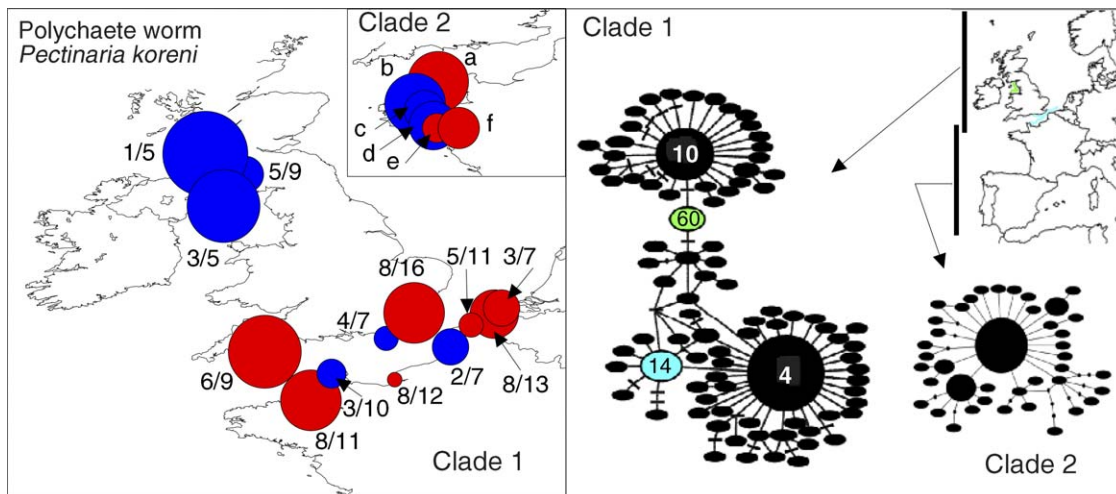 Polychaete worm
Pectinaria koreni
Clade 2
a
b
c
d
e
f
1/5
5/9
3/5
8/16
5/11
3/7
4/7
6/9
2/7
8/13
8/12
3/10
8/11
Clade 1
Clade 1
10
60
14
4
Clade 2